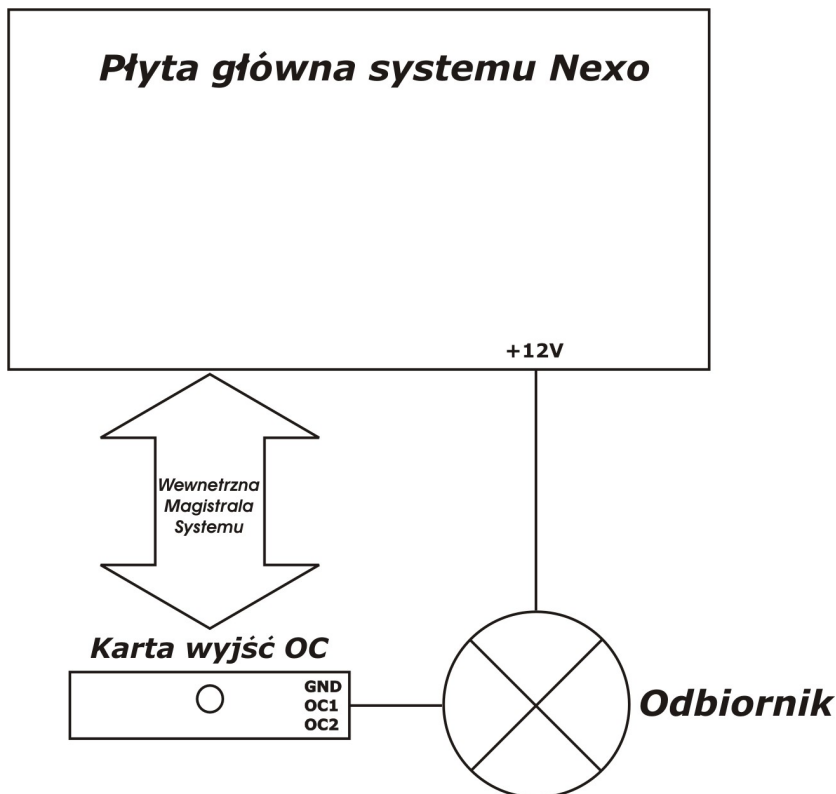 Płyta główna systemu Nexo
+12V
Wewnetrzna
Magistrala
Systemu
Karta wyjść OC
GND
OC1
OC2
Odbiornik